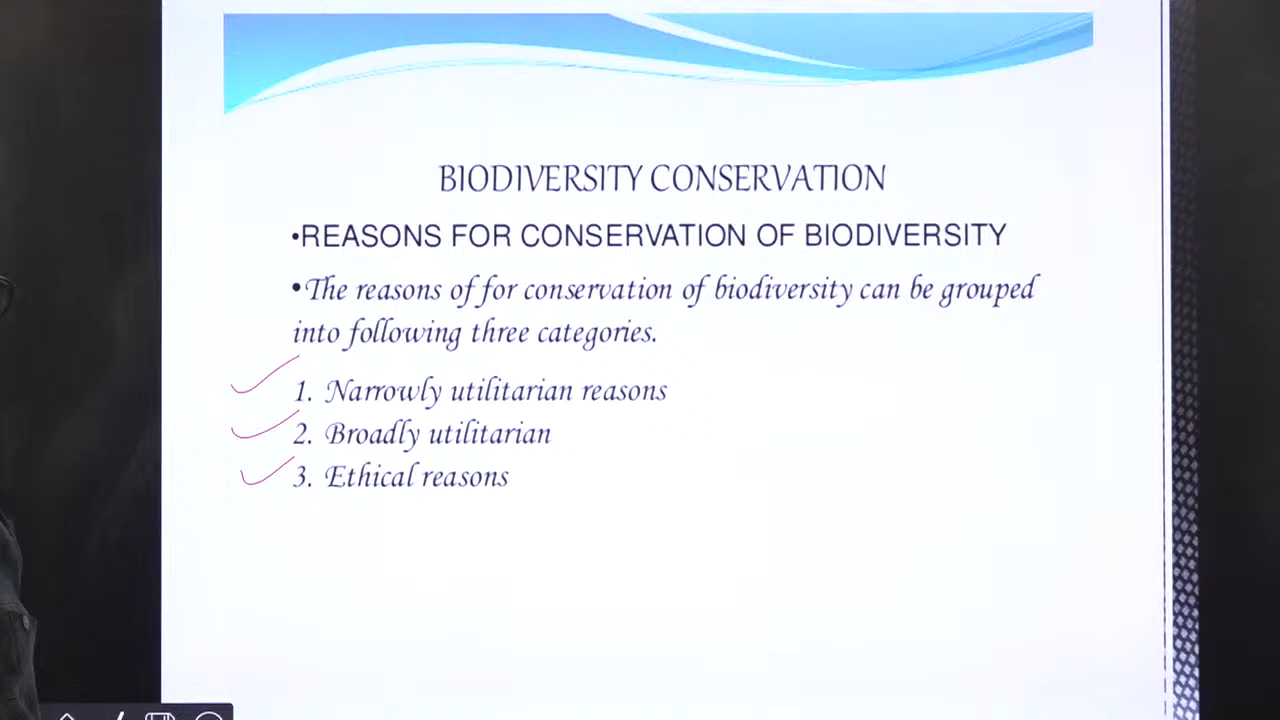 BIODIVERSITY CONSERVATION
•REASONS FOR CONSERVATION OF BIODIVERSITY
•The reasons of for conservation of biodiversity can be grouped
into following three categories.
1. Narrowly utilitarian reasons
2. Broadly utilitarian
3. Ethical reasons